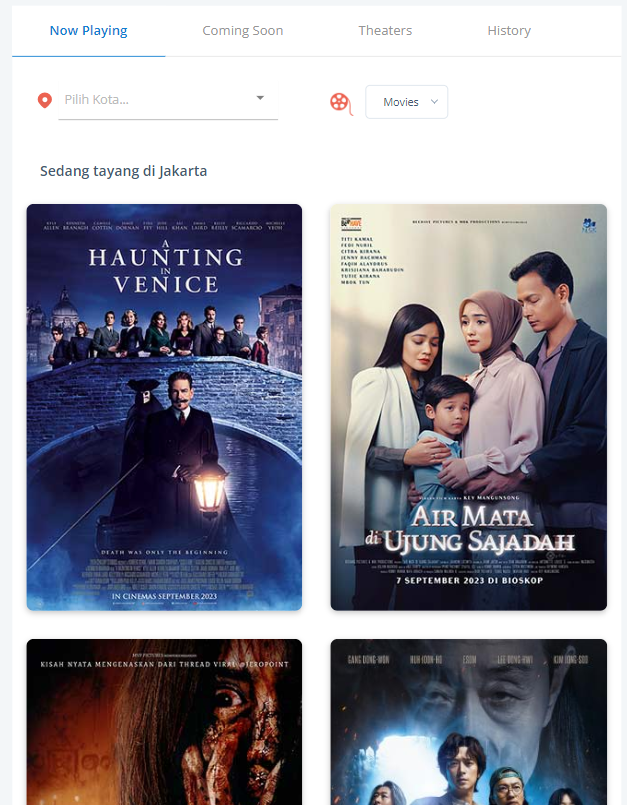 Now Playing
Coming Soon
Theaters
History
Pilih Kota...
Movies
Sedang tayang di Jakarta
KYLE ALLEN
KENNETH BRANAGH
CAMILLE COTTIN
JAMIE DORNAN
TINA FEY
JUDE HILL
ALI KHAN
EMMA LAIRD
KELLY REILLY
RICCARDO SCAMARCIO
MICHELLE YEOH
A
HAUNTING
IN
VENICE
DEATH WAS ONLY THE BEGINNING
IN CINEMAS SEPTEMBER 2023
BEEHAVE PICTURES & MBK PRODUCTIONS
TITI KAMAL
FEDI NURIL
CITRA KIRANA
JENNY RACHMAN
FAQIH ALAYDRUS
KRISJIANA BAHARUDIN
TUTIE KIRANA
MBOK TUN
KEY MANGUNSONG
AIR MATA
di UJUNG SAJADAH
7 SEPTEMBER 2023 DI BIOSKOP
KISAH NYATA MENGENASKAN DARI THREAD VIRAL @JEROPOINT
GANG DONG-WON
HUH JOON-HO
ESOM
LEE DONG-HWI
KIM JONG-SOO